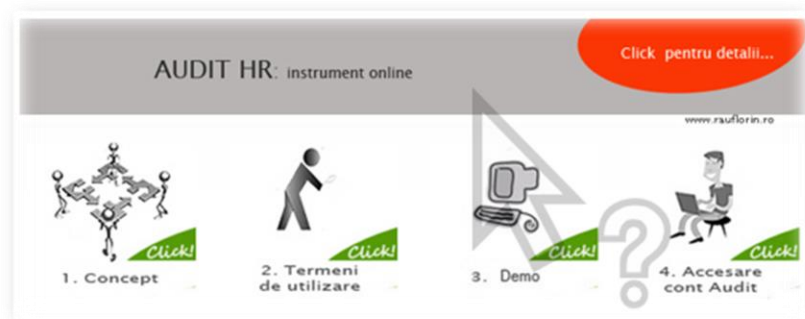 AUDIT HR: instrument online
Click pentru detalii...
www.rauflorin.ro
Click!
1. Concept
Click!
2. Termeni
de utilizare
Click!
3. Demo
Click!
4. Accesare
cont Audit
?